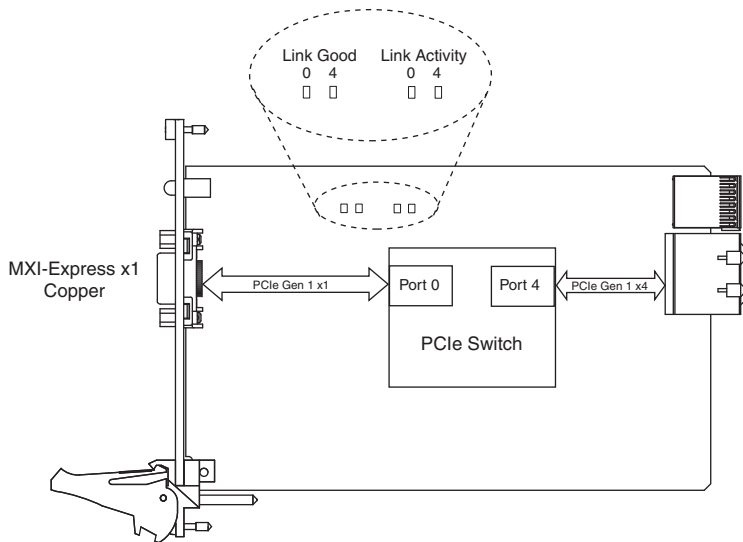 Link Good Link Activity
0 4 0 4
MXI-Express x1
Copper
PCIe Gen 1 x1
Port 0
Port 4
PCIe Gen 1 x4
PCIe Switch